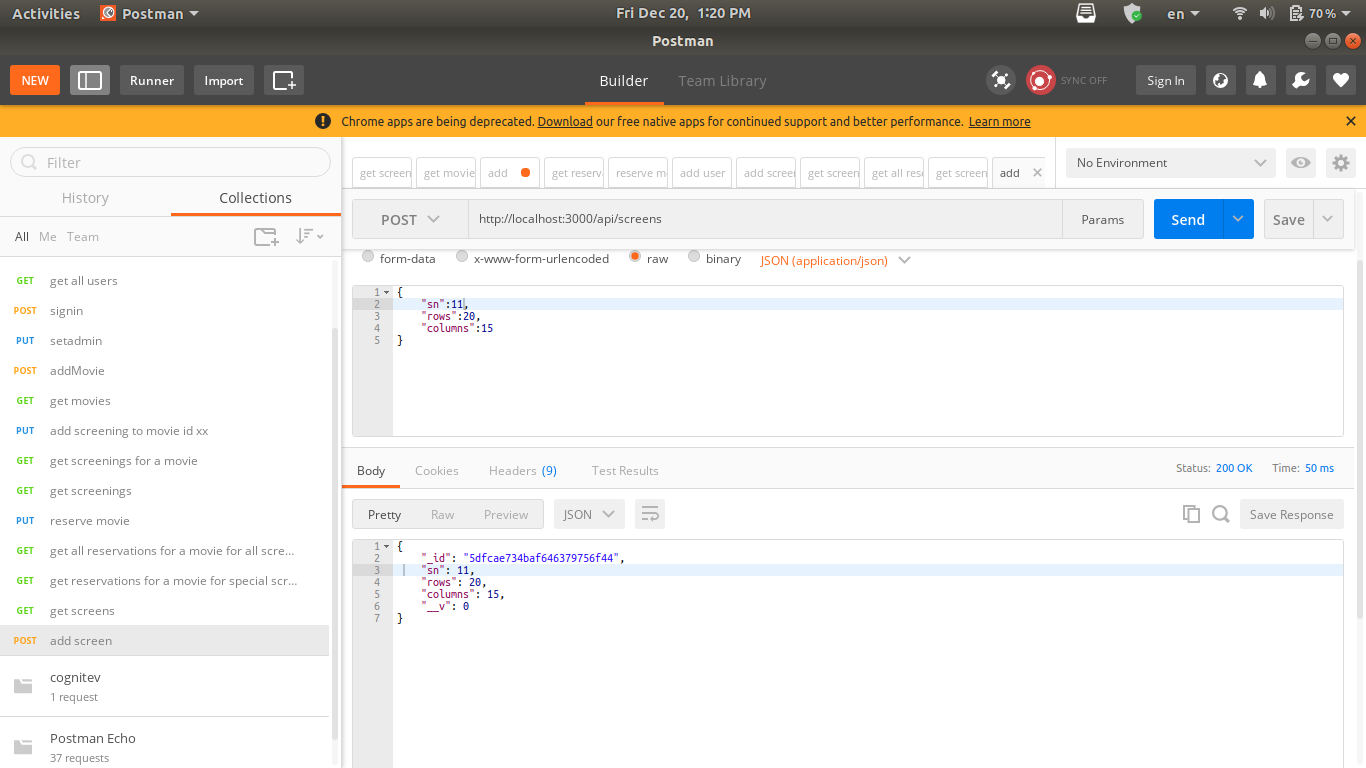 Activities Postman Fri Dec 20, 1:20 PM en 70 %
Postman
NEW Runner Import Builder Team Library SYNC OFF Sign In
Chrome apps are being deprecated. Download our free native apps for continued support and better performance. Learn more
Filter
History Collections
All Me Team
GET get all users
POST signin
PUT setadmin
POST addMovie
GET get movies
PUT add screening to movie id xx
GET get screenings for a movie
GET get screenings
PUT reserve movie
GET get all reservations for a movie for all scre...
GET get reservations for a movie for special scr...
GET get screens
POST add screen
cognitev
1 request
Postman Echo
37 requests
get screen get movie add get reserv reserve m add user add screen get screen get all res get screen add
No Environment
POST http://localhost:3000/api/screens Params Send Save
form-data x-www-form-urlencoded raw binary JSON (application/json)
1 {
2 "sn":11,
3 "rows":20,
4 "columns":15
5 }
Body Cookies Headers (9) Test Results Status: 200 OK Time: 50 ms
Pretty Raw Preview JSON Save Response
1 {
2 "_id": "5dfcae734baf646379756f44",
3 "sn": 11,
4 "rows": 20,
5 "columns": 15,
6 "__v": 0
7 }